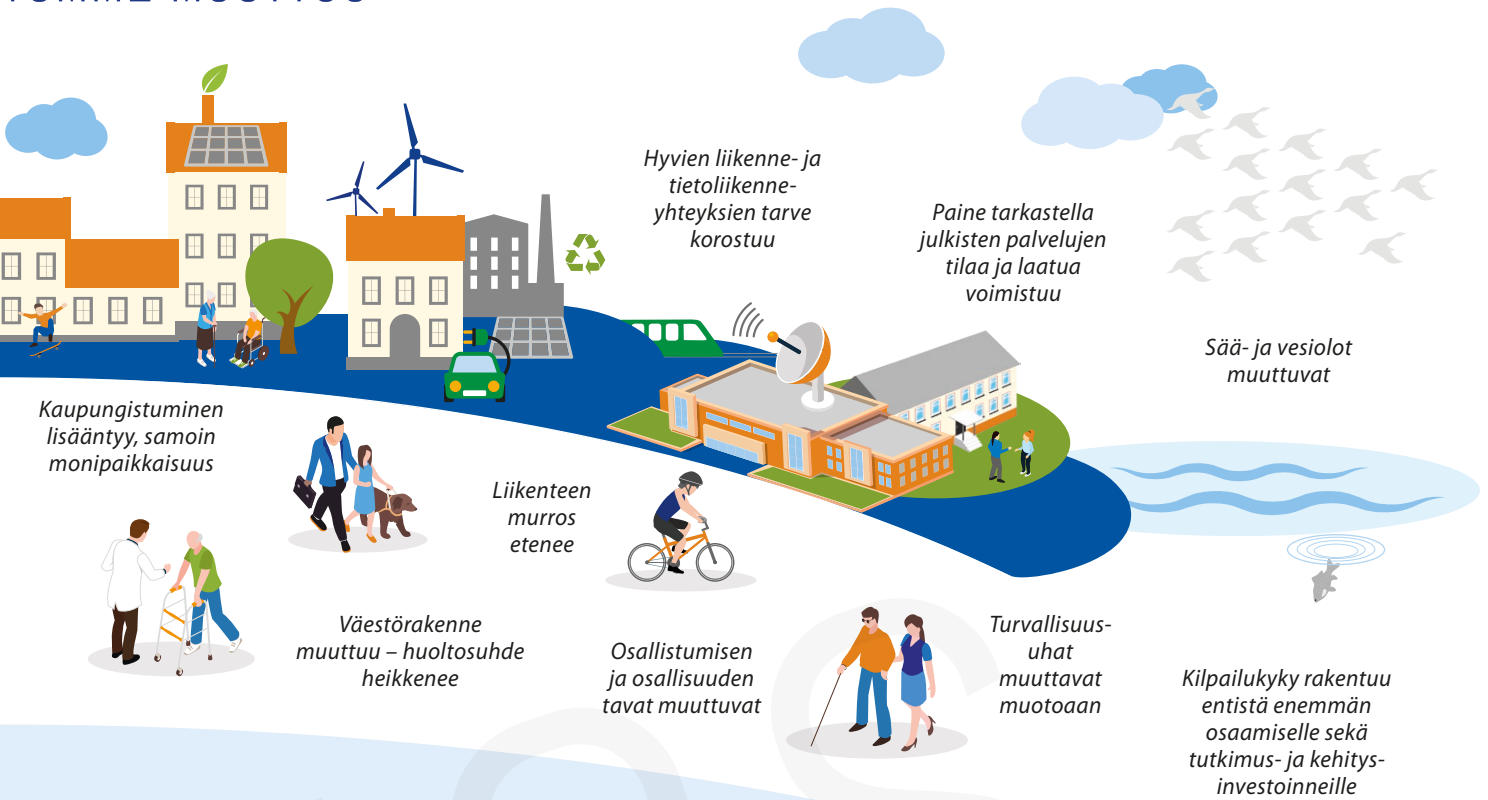 Hyvien liikenne- ja
tietoliikenne-
yhteyksien tarve
korostuu
Paine tarkastella
julkisten palvelujen
tilaa ja laatua
voimistuu
Sää- ja vesiolot
muuttuvat
Kaupungistuminen
lisääntyy, samoin
monipaikkaisuus
Liikenteen
murros
etenee
Väestörakenne
muuttuu – huoltosuhde
heikkenee
Osallistumisen
ja osallisuuden
tavat muuttuvat
Turvallisuus-
uhat
muuttavat
muotoaan
Kilpailukyky rakentuu
entistä enemmän
osaamiselle sekä
tutkimus- ja kehitys-
investoinneille